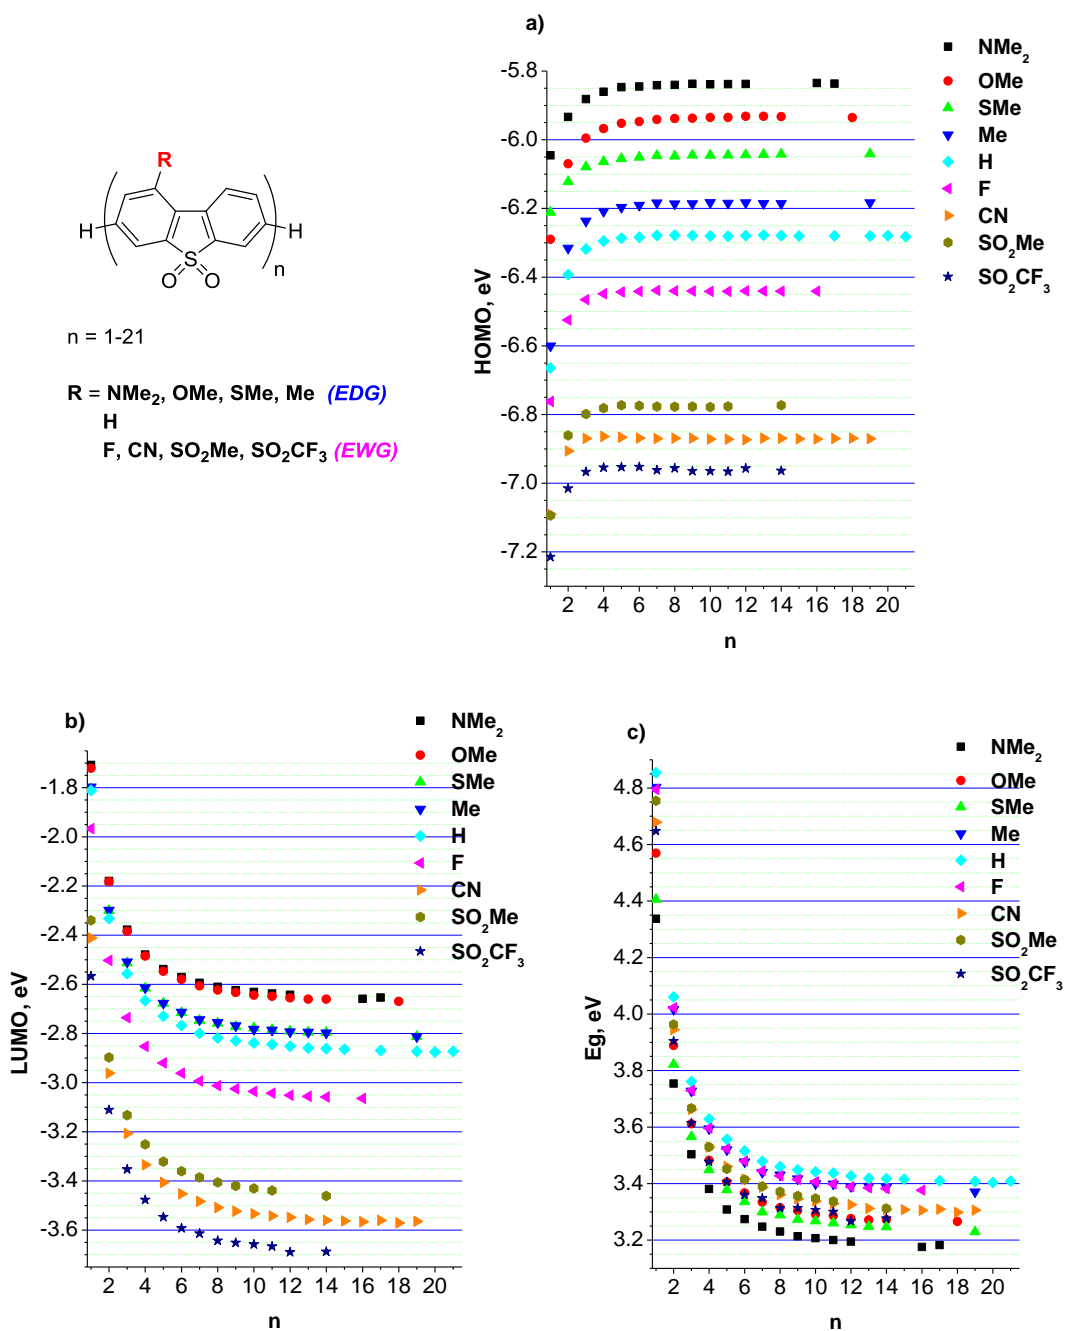 a)
NMe2
OMe
SMe
Me
H
F
CN
SO2Me
SO2CF3
-5.8
-6.0
-6.2
-6.4
-6.6
-6.8
-7.0
-7.2
HOMO, eV
2 4 6 8 10 12 14 16 18 20
n
R
H
H
S
O
O
n
n = 1-21
R = NMe2, OMe, SMe, Me (EDG)
H
F, CN, SO2Me, SO2CF3 (EWG)
b)
NMe2
OMe
SMe
Me
H
F
CN
SO2Me
SO2CF3
-1.8
-2.0
-2.2
-2.4
-2.6
-2.8
-3.0
-3.2
-3.4
-3.6
LUMO, eV
2 4 6 8 10 12 14 16 18 20
n
c)
NMe2
OMe
SMe
Me
H
F
CN
SO2Me
SO2CF3
4.8
4.6
4.4
4.2
4.0
3.8
3.6
3.4
3.2
Eg, eV
2 4 6 8 10 12 14 16 18 20
n